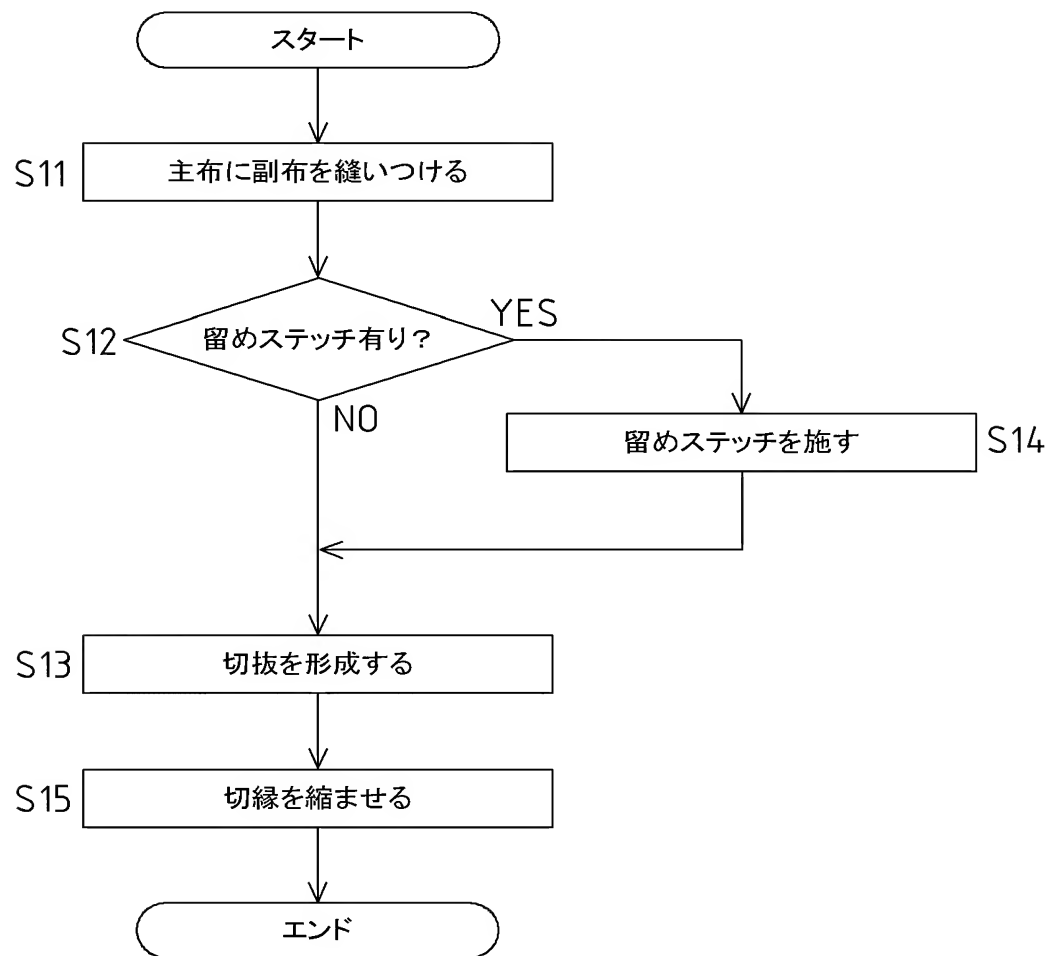 スタート
S11
主布に副布を縫いつける
S12
留めステッチ有り？
YES
NO
留めステッチを施す
S14
S13
切抜を形成する
S15
切縁を縮ませる
エンド